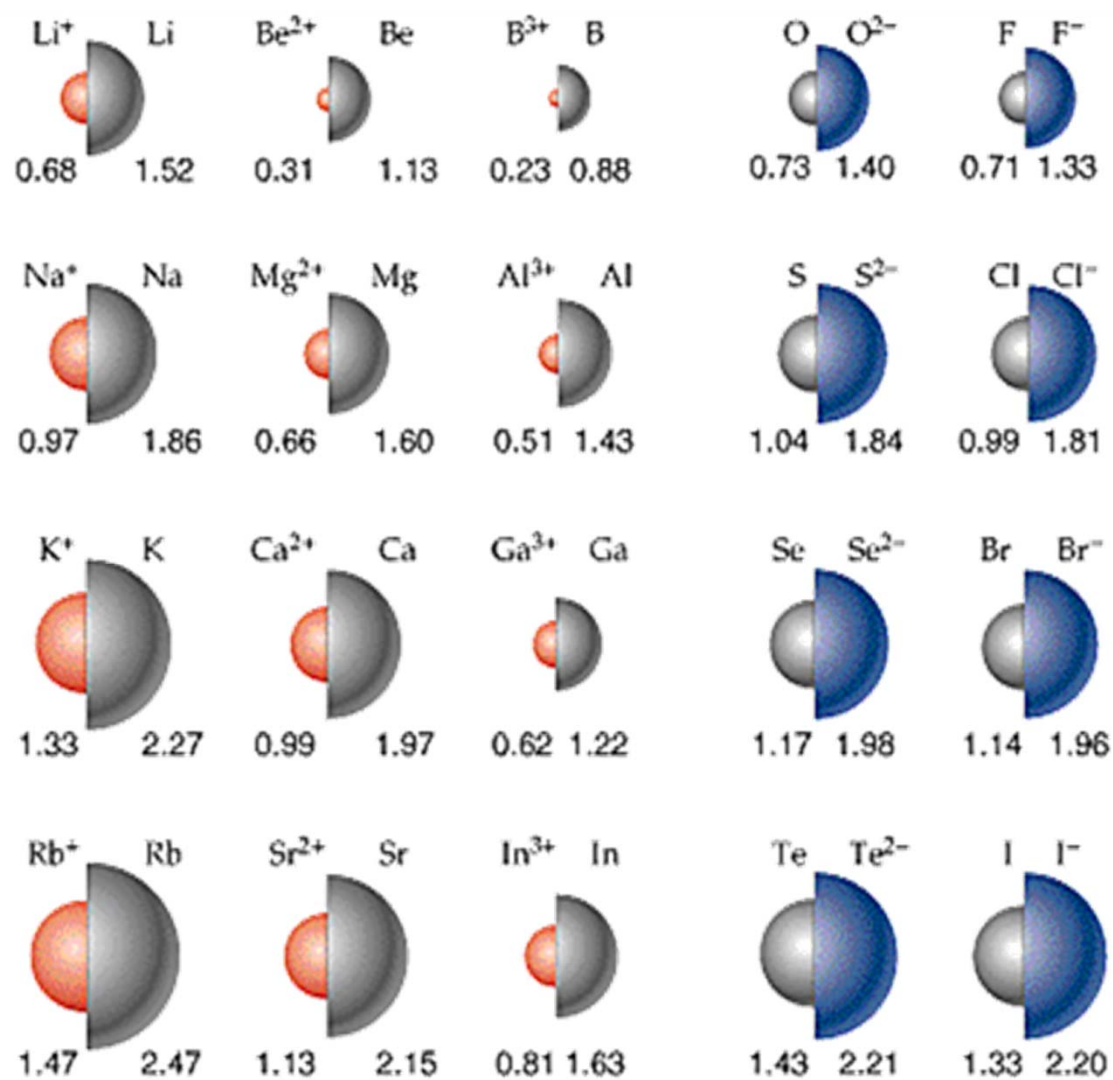 Li⁺ Li Be²⁺ Be B³⁺ B O O²⁻ F F⁻
0.68 1.52 0.31 1.13 0.23 0.88 0.73 1.40 0.71 1.33
Na⁺ Na Mg²⁺ Mg Al³⁺ Al S S²⁻ Cl Cl⁻
0.97 1.86 0.66 1.60 0.51 1.43 1.04 1.84 0.99 1.81
K⁺ K Ca²⁺ Ca Ga³⁺ Ga Se Se²⁻ Br Br⁻
1.33 2.27 0.99 1.97 0.62 1.22 1.17 1.98 1.14 1.96
Rb⁺ Rb Sr²⁺ Sr In³⁺ In Te Te²⁻ I I⁻
1.47 2.47 1.13 2.15 0.81 1.63 1.43 2.21 1.33 2.20